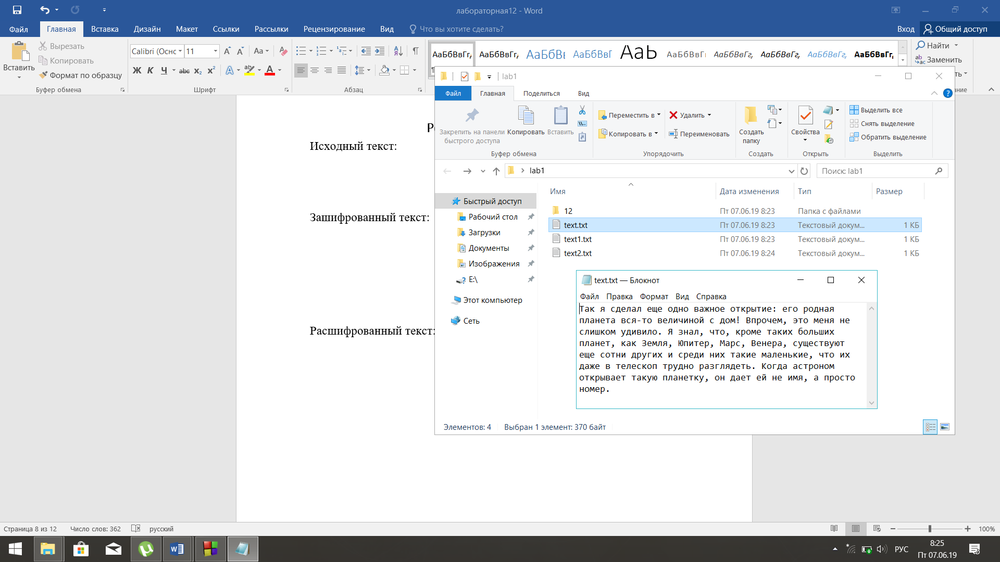 лабораторная12 - Word
Файл Главная Вставка Дизайн Макет Ссылки Рассылки Рецензирование Вид Что вы хотите сделать? Вход Общий доступ
Вставить
Вырезать
Копировать
Формат по образцу
Буфер обмена
Calibri (Оснс 11
Аа
Ж К Ч abc x₂ x² А А
Шрифт
Абзац
АаБбВвГг, АаБбВвГг, АаБбВв АаБбВвГ Аab АаБбВвГг АаБбВвГг, АаБбВвГг, АаБбВвГг, АаБбВвГг,
Найти
Заменить
Исходный текст:
Зашифрованный текст:
Расшифрованный текст:
lab1
Файл Главная Поделиться Вид
Закрепить на панели быстрого доступа
Копировать
Вставить
Буфер обмена
Переместить в
Копировать в
Удалить
Переименовать
Упорядочить
Создать папку
Создать
Свойства
Открыть
Выделить все
Снять выделение
Обратить выделение
Выделить
lab1
Поиск: lab1
Быстрый доступ
Рабочий стол
Загрузки
Документы
Изображения
E:\
Этот компьютер
Сеть
Имя Дата изменения Тип Размер
12 Пт 07.06.19 8:23 Папка с файлами
text.txt Пт 07.06.19 8:23 Текстовый докум... 1 КБ
text1.txt Пт 07.06.19 8:23 Текстовый докум... 1 КБ
text2.txt Пт 07.06.19 8:24 Текстовый докум... 1 КБ
text.txt — Блокнот
Файл Правка Формат Вид Справка
Так я сделал еще одно важное открытие: его родная
планета вся-то величиной с дом! Впрочем, это меня не
слишком удивило. Я знал, что, кроме таких больших
планет, как Земля, Юпитер, Марс, Венера, существуют
еще сотни других и среди них такие маленькие, что их
даже в телескоп трудно разглядеть. Когда астроном
открывает такую планетку, он дает ей не имя, а просто
номер.
Элементов: 4 Выбран 1 элемент: 370 байт
Страница 8 из 12 Число слов: 362 русский 100%
РУС
8:25
Пт 07.06.19